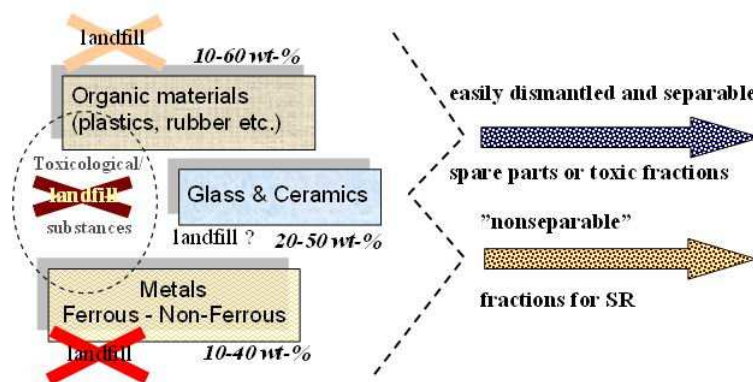 landfill
10-60 wt-%
Organic materials
(plastics, rubber etc.)
Toxicological/
landfill
substances
Glass & Ceramics
landfill ?
20-50 wt-%
Metals
Ferrous - Non-Ferrous
landfill
10-40 wt-%
easily dismantled and separable
spare parts or toxic fractions
”nonseparable”
fractions for SR